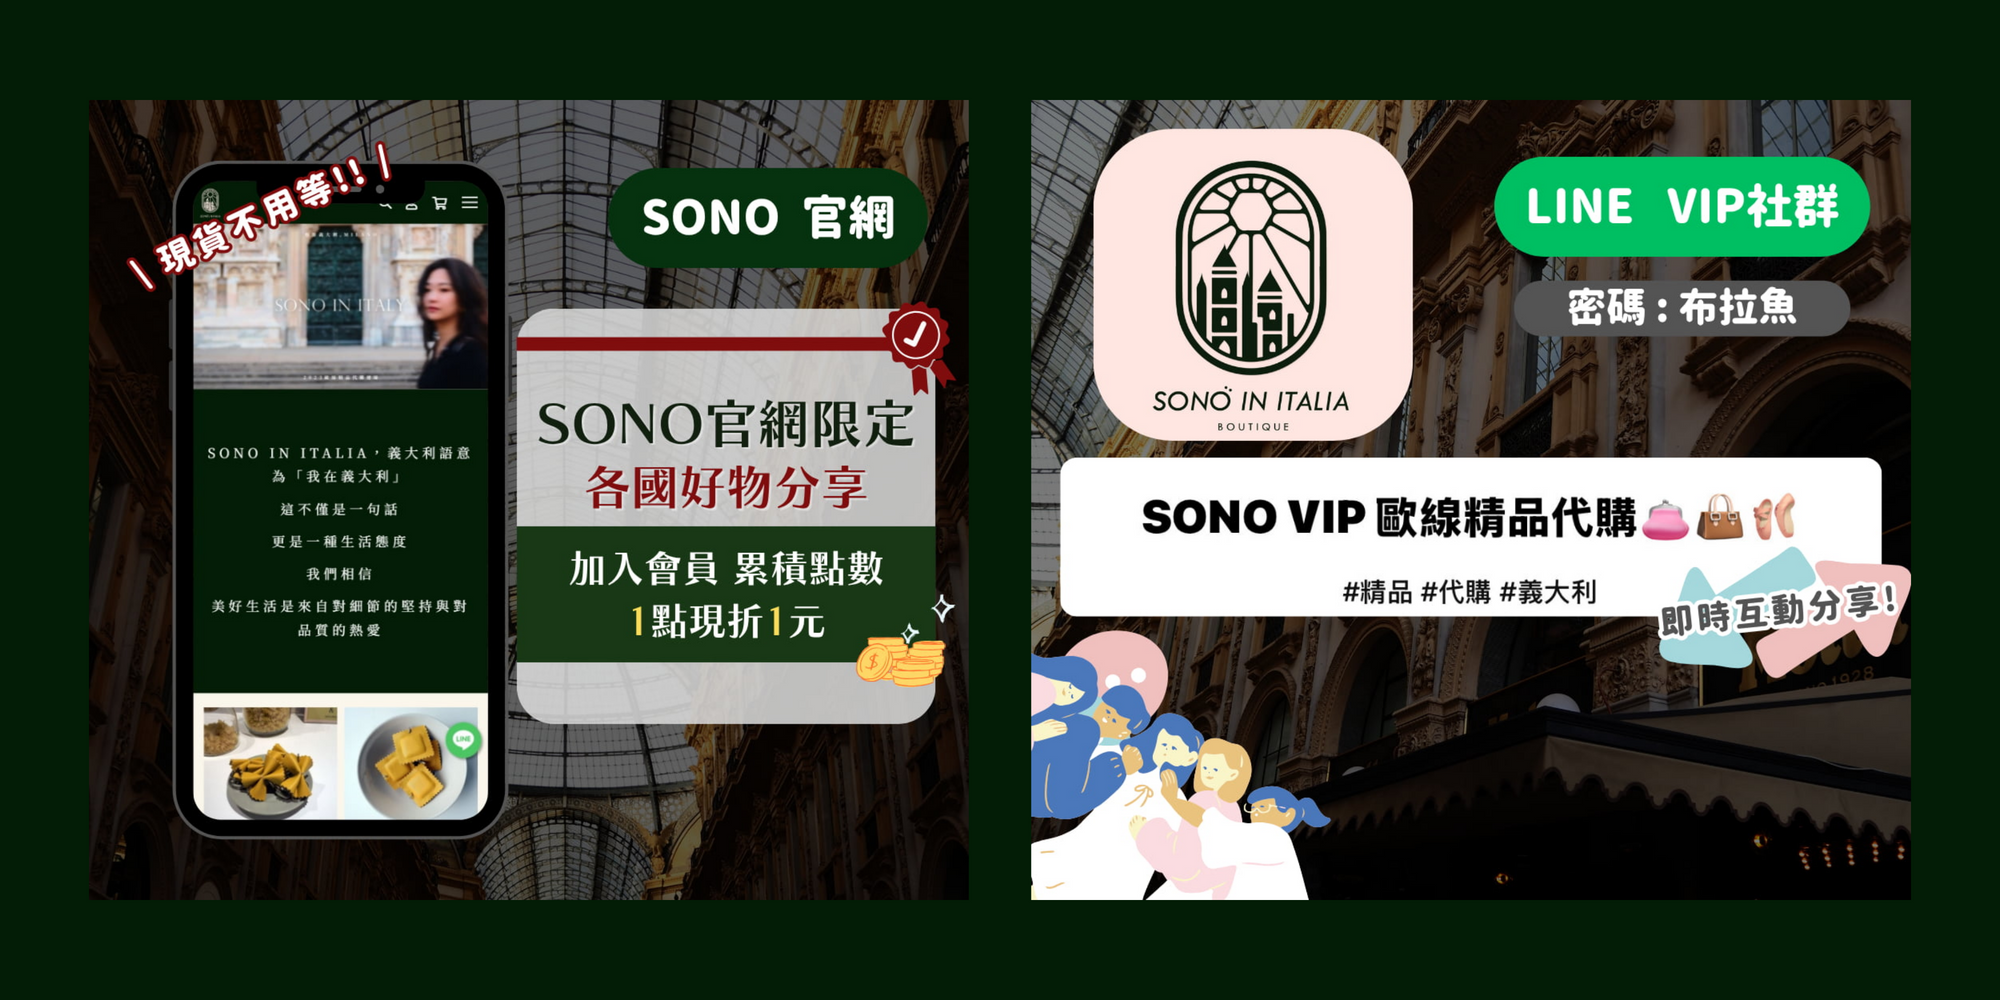 \ 現貨不用等!! /
SONO IN ITALY
SONO IN ITALIA，義大利語意
為「我在義大利」
這不僅是一句話
更是一種生活態度
我們相信
美好生活是來自對細節的堅持與對
品質的熱愛
LINE
SONO 官網
SONO官網限定
各國好物分享
加入會員 累積點數
1點現折1元
SONÖ IN ITALIA
BOUTIQUE
LINE VIP社群
密碼：布拉魚
SONO VIP 歐線精品代購👛👜🩰
#精品 #代購 #義大利
即時互動分享!
1928